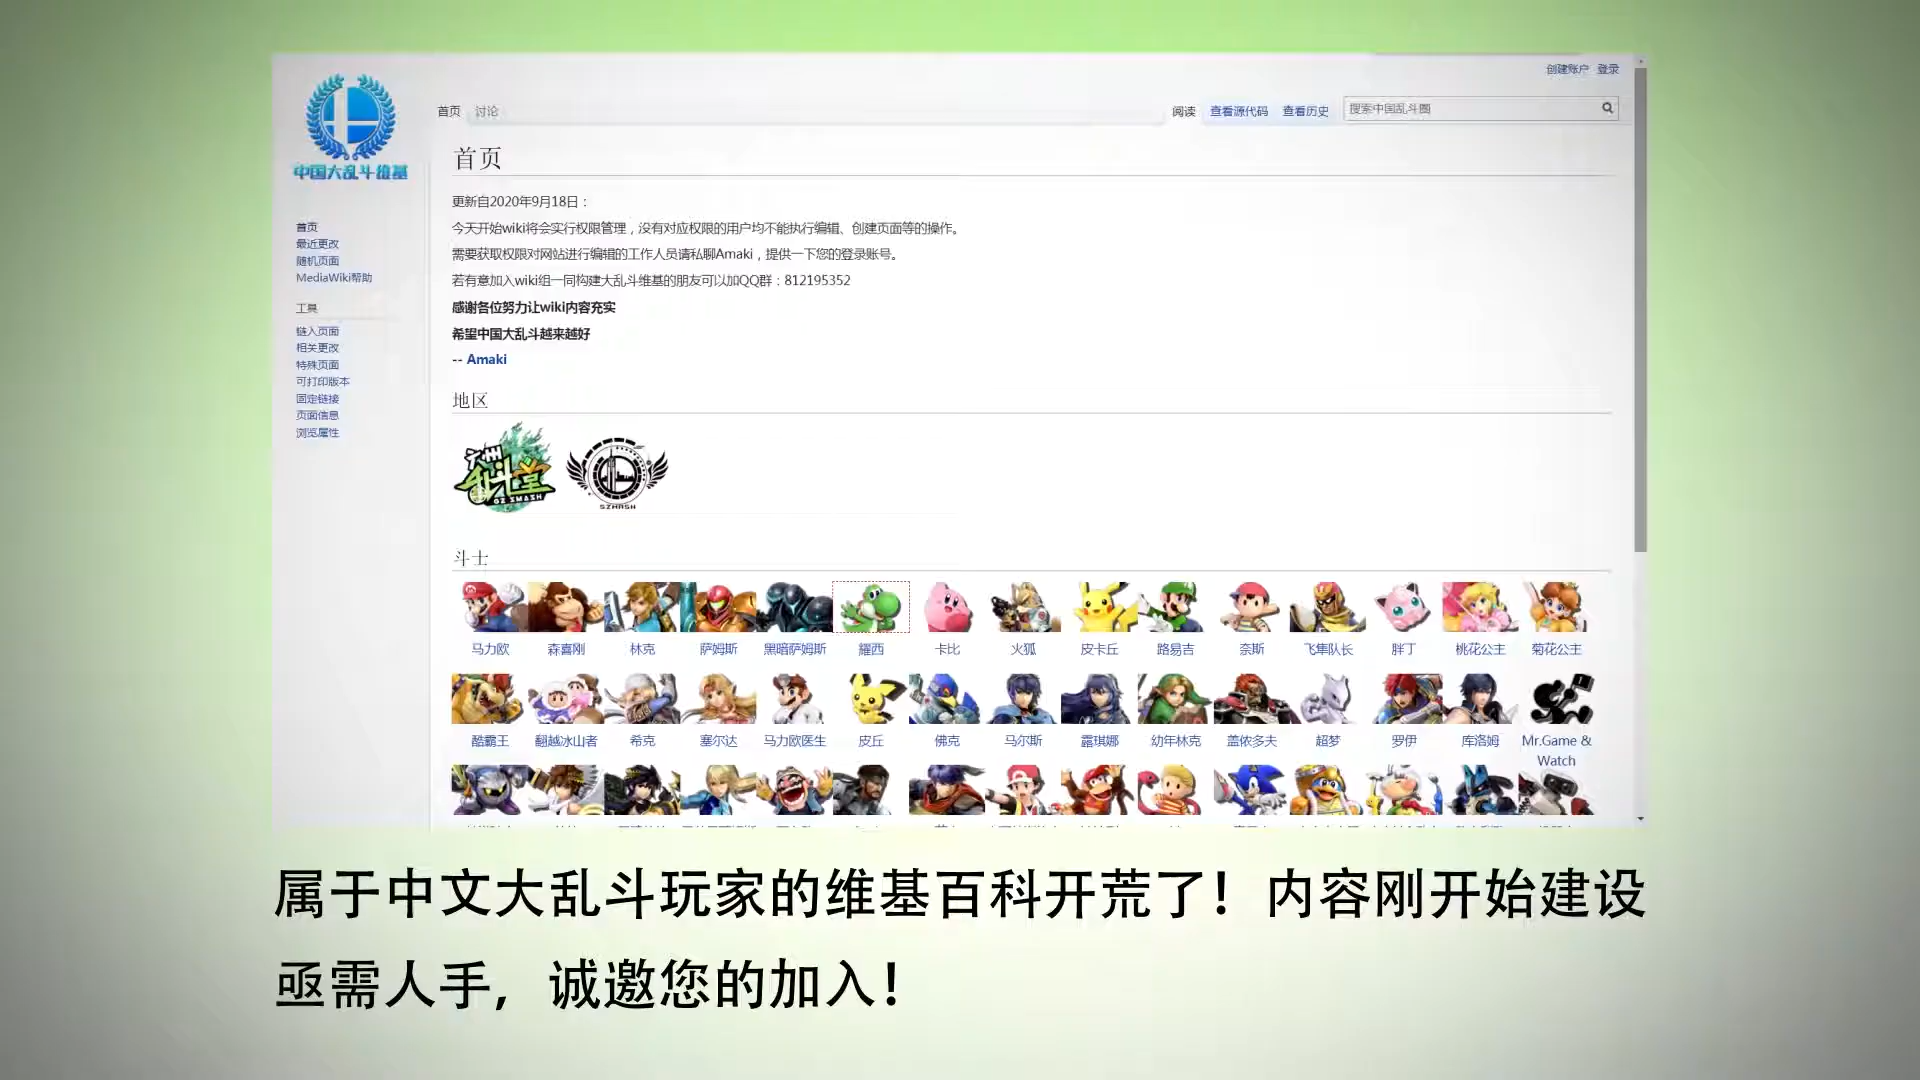 创建账户 登录
首页 讨论 阅读 查看源代码 查看历史 搜索中国乱斗圈
中国大乱斗维基
首页
最近更改
随机页面
MediaWiki帮助
工具
链入页面
相关更改
特殊页面
可打印版本
固定链接
页面信息
浏览属性
首页
更新自2020年9月18日：
今天开始wiki将会实行权限管理，没有对应权限的用户均不能执行编辑、创建页面等的操作。
需要获取权限对网站进行编辑的工作人员请私聊Amaki，提供一下您的登录账号。
若有意加入wiki组一同构建大乱斗维基的朋友可以加QQ群：812195352
感谢各位努力让wiki内容充实
希望中国大乱斗越来越好
-- Amaki
地区
广州
乱斗堂
GZ SMASH
SZMASH
斗士
马力欧 森喜刚 林克 萨姆斯 黑暗萨姆斯 耀西 卡比 火狐 皮卡丘 路易吉 奈斯 飞隼队长 胖丁 桃花公主 菊花公主
酷霸王 翻越冰山者 希克 塞尔达 马力欧医生 皮丘 佛克 马尔斯 露琪娜 幼年林克 盖侬多夫 超梦 罗伊 库洛姆 Mr.Game &
Watch
属于中文大乱斗玩家的维基百科开荒了！内容刚开始建设
亟需人手，诚邀您的加入！